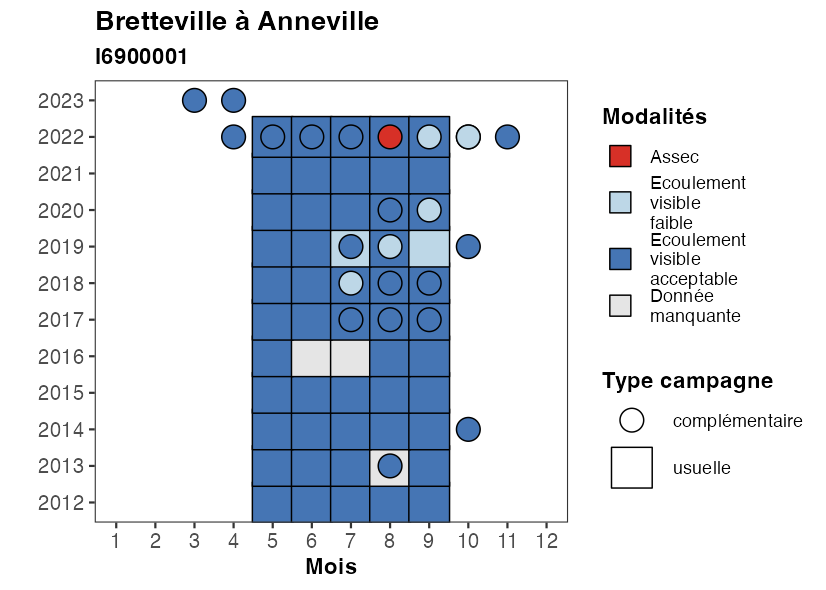 Bretteville à Anneville
I6900001
2023
2022
2021
2020
2019
2018
2017
2016
2015
2014
2013
2012
1 2 3 4 5 6 7 8 9 10 11 12
Mois
Modalités
Assec
Ecoulement
visible
faible
Ecoulement
visible
acceptable
Donnée
manquante
Type campagne
complémentaire
usuelle